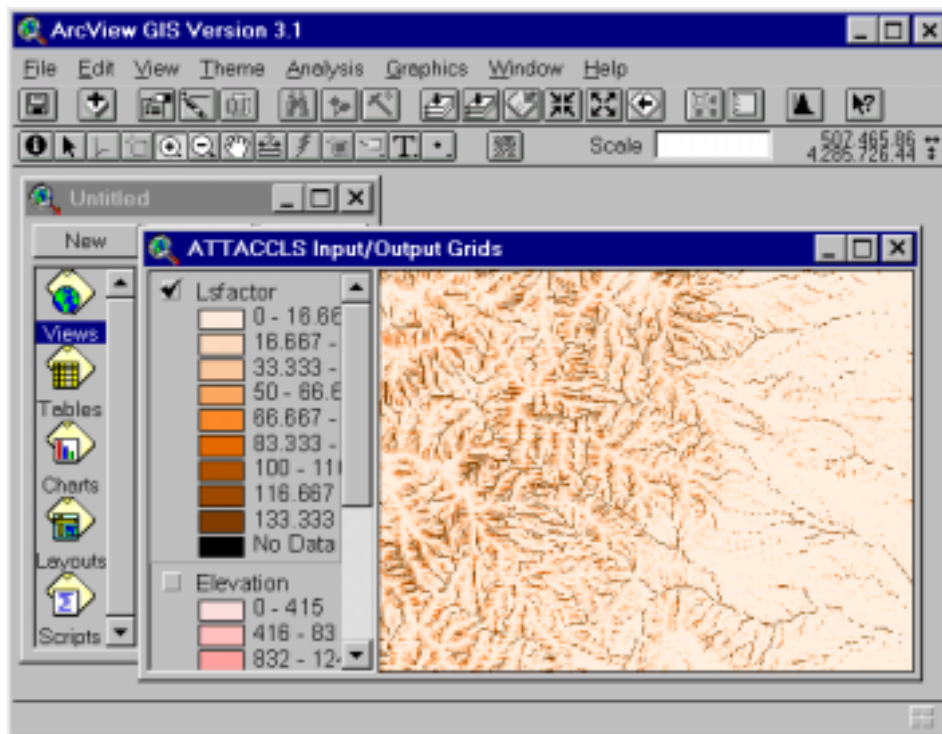 ArcView GIS Version 3.1
File Edit View Theme Analysis Graphics Window Help
Scale
507,465.86
4,285,726.44
Untitled
New
ATTACCLS Input/Output Grids
Views
Tables
Charts
Layouts
Scripts
Lsfactor
0 - 16.66
16.667 -
33.333 -
50 - 66.6
66.667 -
83.333 -
100 - 11
116.667
133.333
No Data
Elevation
0 - 415
416 - 83
832 - 124